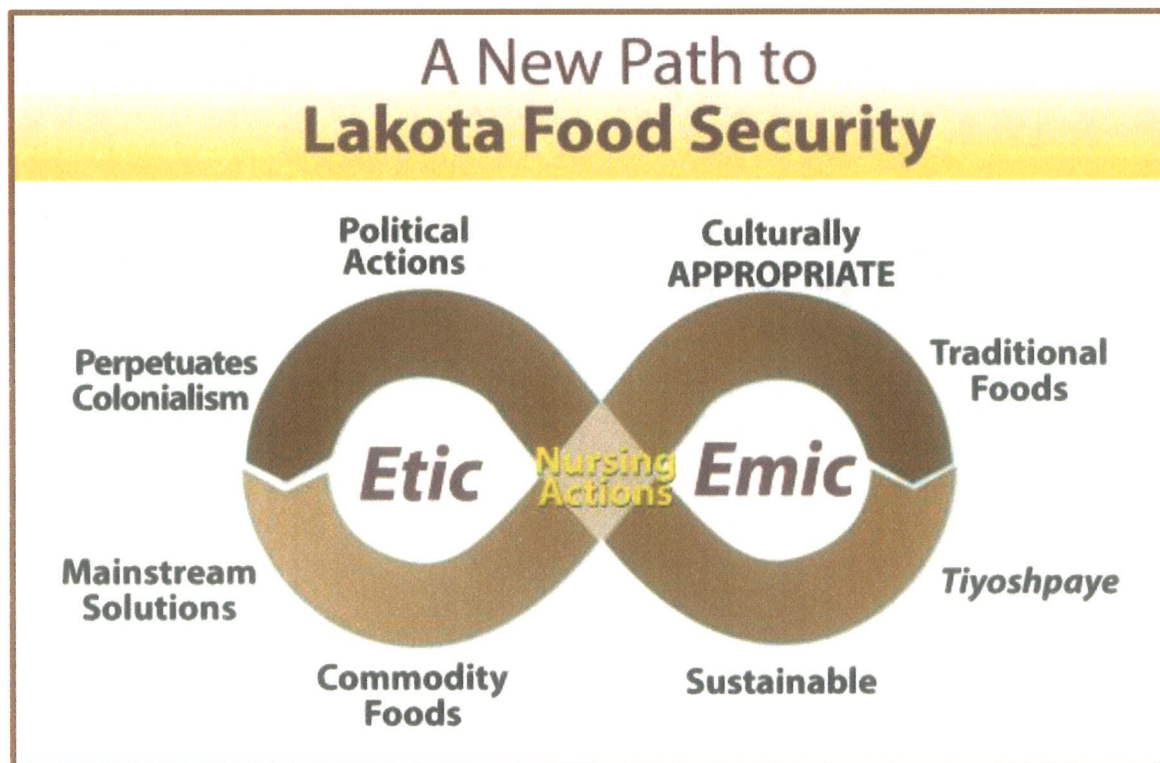 A New Path to
Lakota Food Security
Political
Actions
Culturally
APPROPRIATE
Perpetuates
Colonialism
Traditional
Foods
Etic
Nursing
Actions
Emic
Mainstream
Solutions
Tiyoshpaye
Commodity
Foods
Sustainable